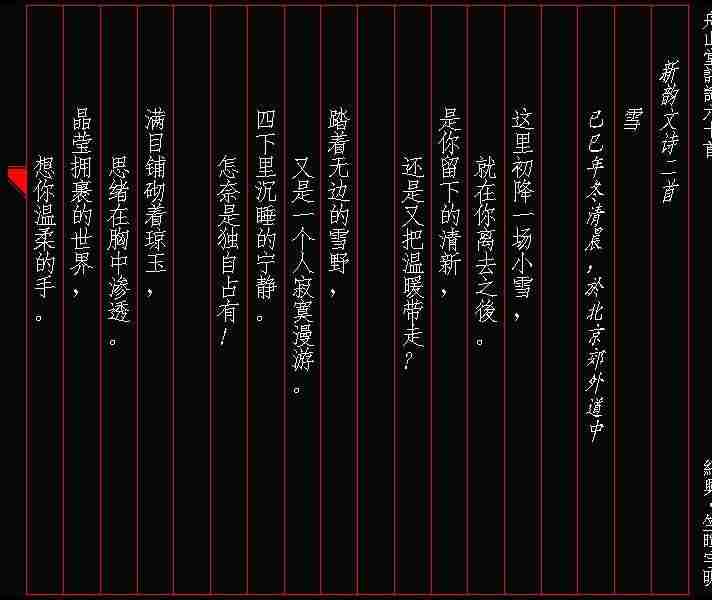 新韵文诗二首
雪
己巳年冬清晨，於北京郊外道中
这里初降一场小雪，
就在你离去之後。
是你留下的清新，
还是又把温暖带走？
踏着无边的雪野，
又是一个人寂寞漫游。
四下里沉睡的宁静。
怎奈是独自占有！
满目铺砌着琼玉，
思绪在胸中渗透。
晶莹拥裹的世界，
想你温柔的手。